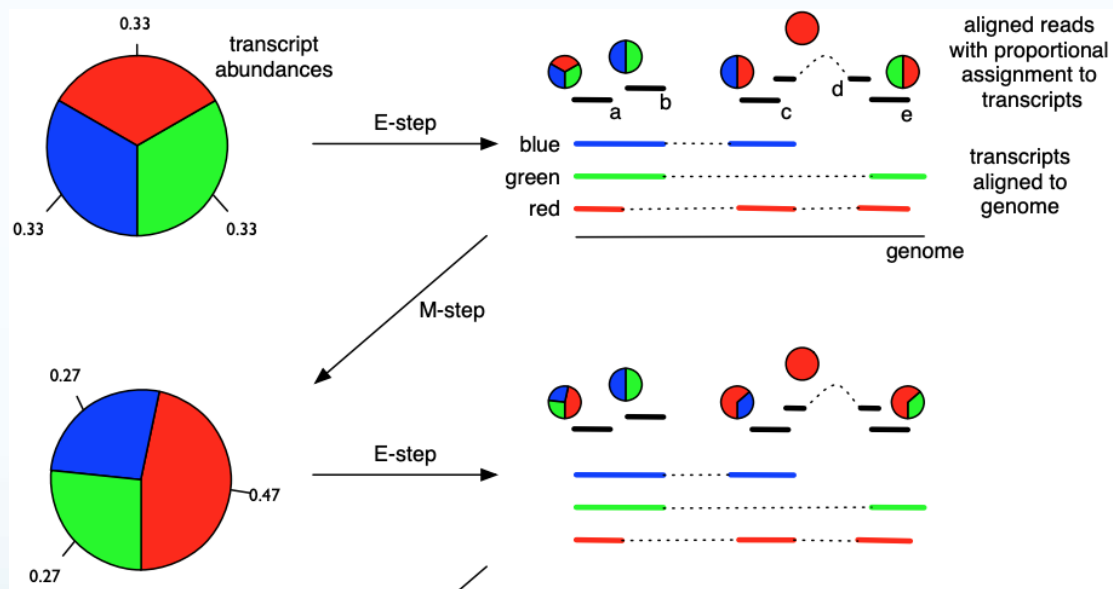 0.33
transcript
abundances
0.33
0.33
E-step
aligned reads
with proportional
assignment to
transcripts
a
b
c
d
e
blue
green
red
transcripts
aligned to
genome
genome
M-step
0.27
0.47
0.27
E-step